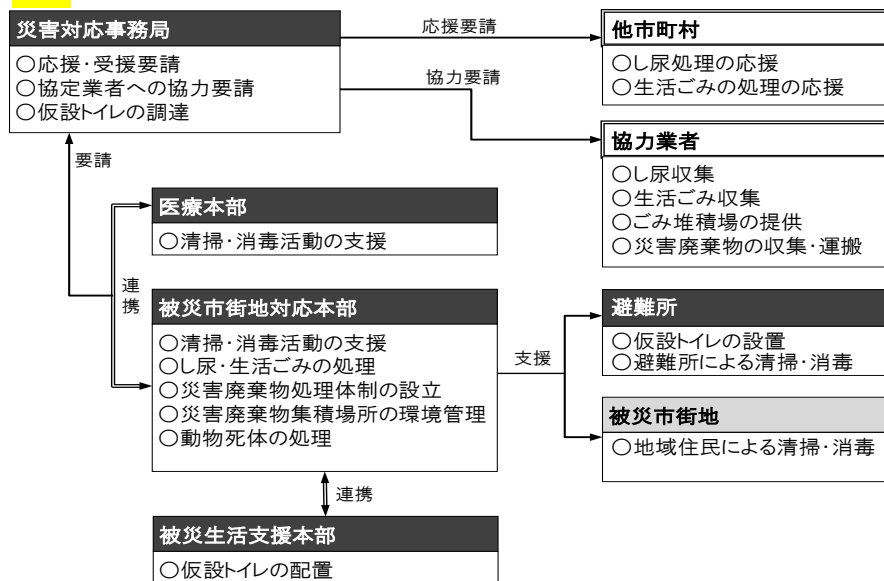 災害対応事務局
○応援・受援要請
○協定業者への協力要請
○仮設トイレの調達
応援要請
協力要請
他市町村
○し尿処理の応援
○生活ごみの処理の応援
協力業者
○し尿収集
○生活ごみ収集
○ごみ堆積場の提供
○災害廃棄物の収集・運搬
要請
連携
医療本部
○清掃・消毒活動の支援
被災市街地対応本部
○清掃・消毒活動の支援
○し尿・生活ごみの処理
○災害廃棄物処理体制の設立
○災害廃棄物集積場所の環境管理
○動物死体の処理
支援
避難所
○仮設トイレの設置
○避難所による清掃・消毒
被災市街地
○地域住民による清掃・消毒
連携
被災生活支援本部
○仮設トイレの配置